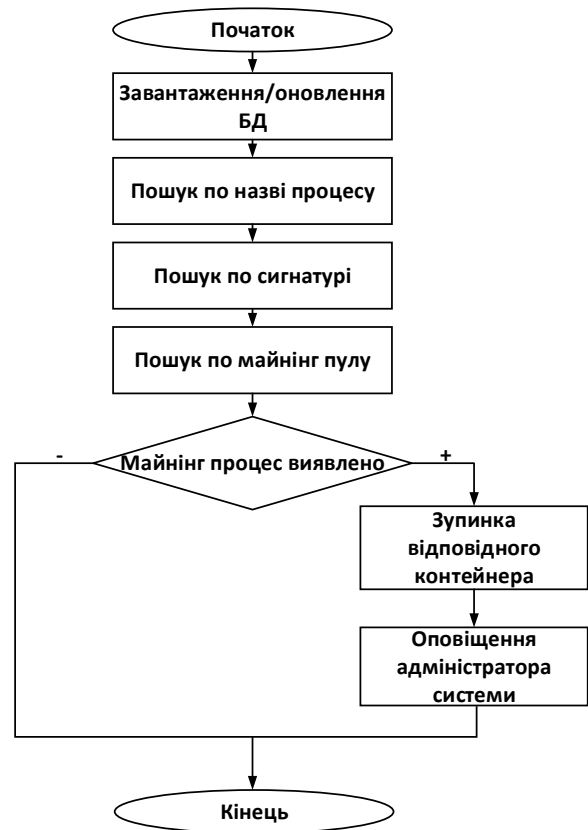 Початок
Завантаження/оновлення
БД
Пошук по назві процесу
Пошук по сигнатурі
Пошук по майнінг пулу
-
Майнінг процес виявлено
+
Зупинка
відповідного
контейнера
Оповіщення
адміністратора
системи
Кінець